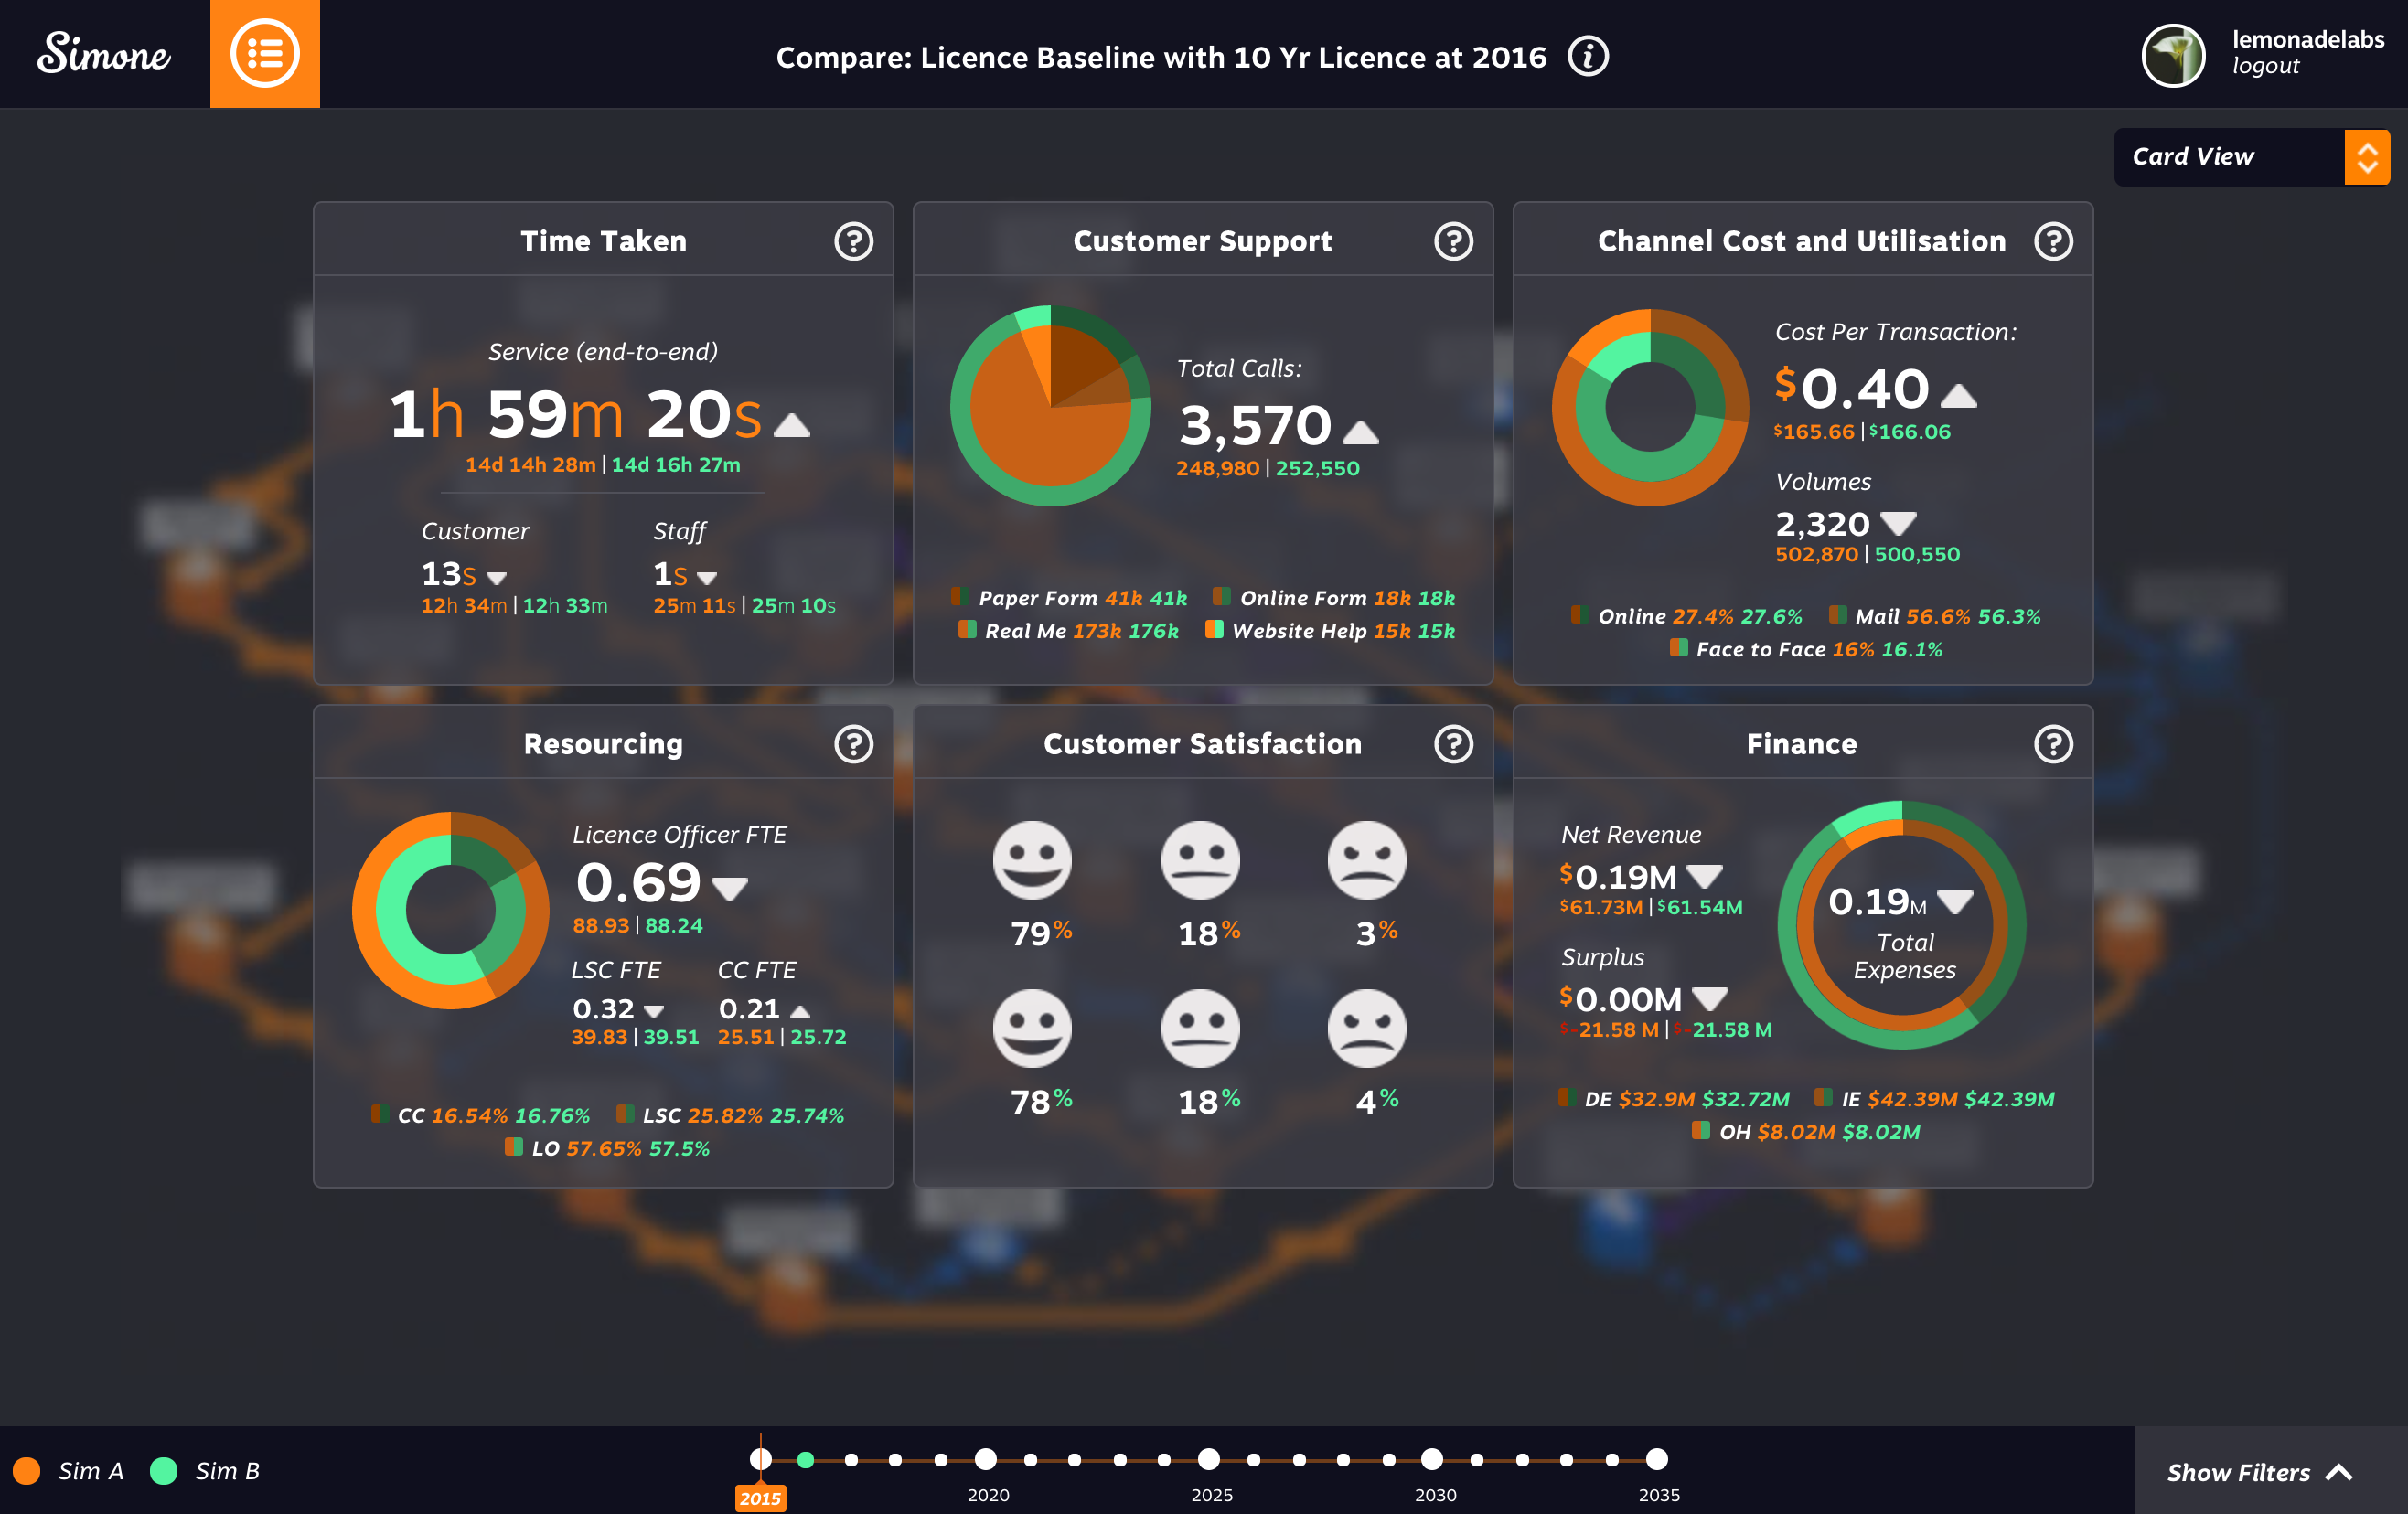 Simone
Compare: Licence Baseline with 10 Yr Licence at 2016
i
lemonadelabs
logout
Card View
Time Taken
?
Service (end-to-end)
1h 59m 20s
14d 14h 28m | 14d 16h 27m
Customer
13s
12h 34m | 12h 33m
Staff
1s
25m 11s | 25m 10s
Customer Support
?
Total Calls:
3,570
248,980 | 252,550
Paper Form 41k 41k
Online Form 18k 18k
Real Me 173k 176k
Website Help 15k 15k
Channel Cost and Utilisation
?
Cost Per Transaction:
$0.40
$165.66 | $166.06
Volumes
2,320
502,870 | 500,550
Online 27.4% 27.6%
Mail 56.6% 56.3%
Face to Face 16% 16.1%
Resourcing
?
Licence Officer FTE
0.69
88.93 | 88.24
LSC FTE
0.32
39.83 | 39.51
CC FTE
0.21
25.51 | 25.72
CC 16.54% 16.76%
LSC 25.82% 25.74%
LO 57.65% 57.5%
Customer Satisfaction
?
79%
18%
3%
78%
18%
4%
Finance
?
Net Revenue
$0.19M
$61.73M | $61.54M
Surplus
$0.00M
$-21.58 M | $-21.58 M
0.19M
Total
Expenses
DE $32.9M $32.72M
IE $42.39M $42.39M
OH $8.02M $8.02M
Sim A
Sim B
2015
2020
2025
2030
2035
Show Filters